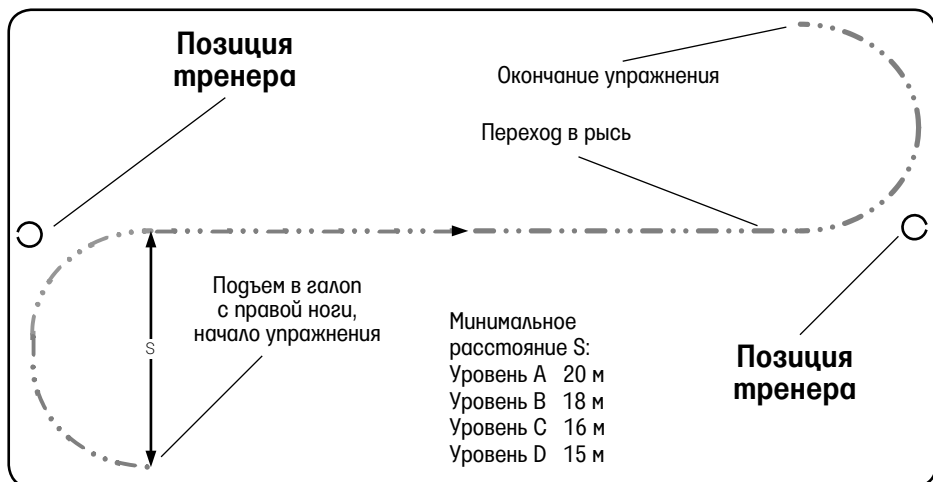 Позиция
тренера
Окончание упражнения
Переход в рысь
S
Подъем в галоп
с правой ноги,
начало упражнения
Минимальное
расстояние S:
Уровень A 20 м
Уровень B 18 м
Уровень C 16 м
Уровень D 15 м
Позиция
тренера